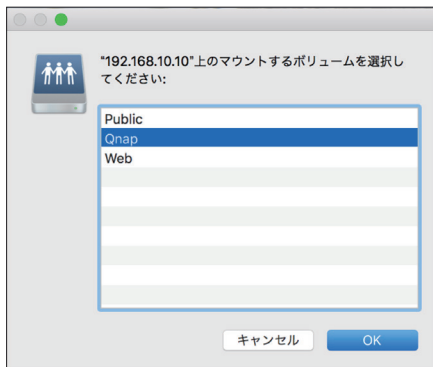 "192.168.10.10"上のマウントするボリュームを選択し
てください:
Public
Qnap
Web
キャンセル
OK